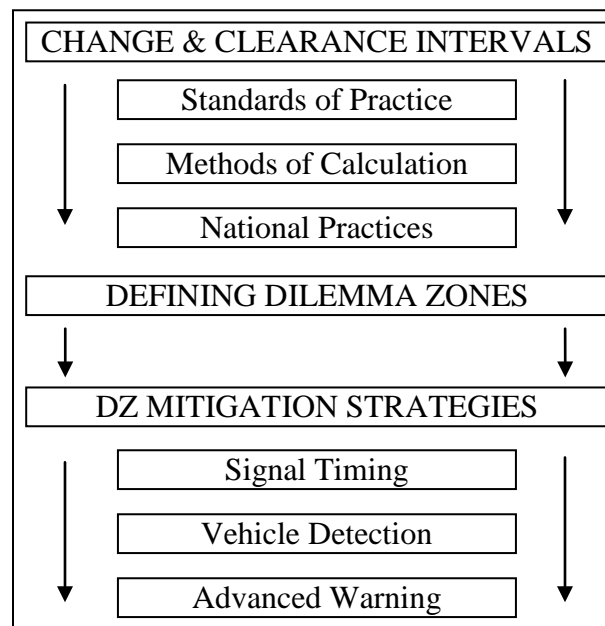 CHANGE & CLEARANCE INTERVALS
Standards of Practice
Methods of Calculation
National Practices
DEFINING DILEMMA ZONES
DZ MITIGATION STRATEGIES
Signal Timing
Vehicle Detection
Advanced Warning